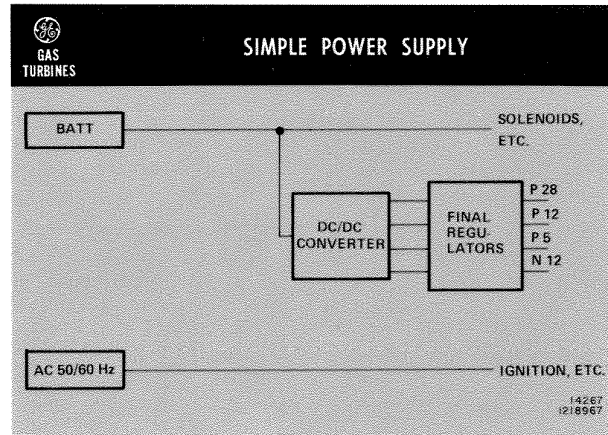 GE
GAS
TURBINES
SIMPLE POWER SUPPLY
BATT
SOLENOIDS,
ETC.
DC/DC
CONVERTER
FINAL
REGU-
LATORS
P 28
P 12
P 5
N 12
AC 50/60 Hz
IGNITION, ETC.
14267
1218967